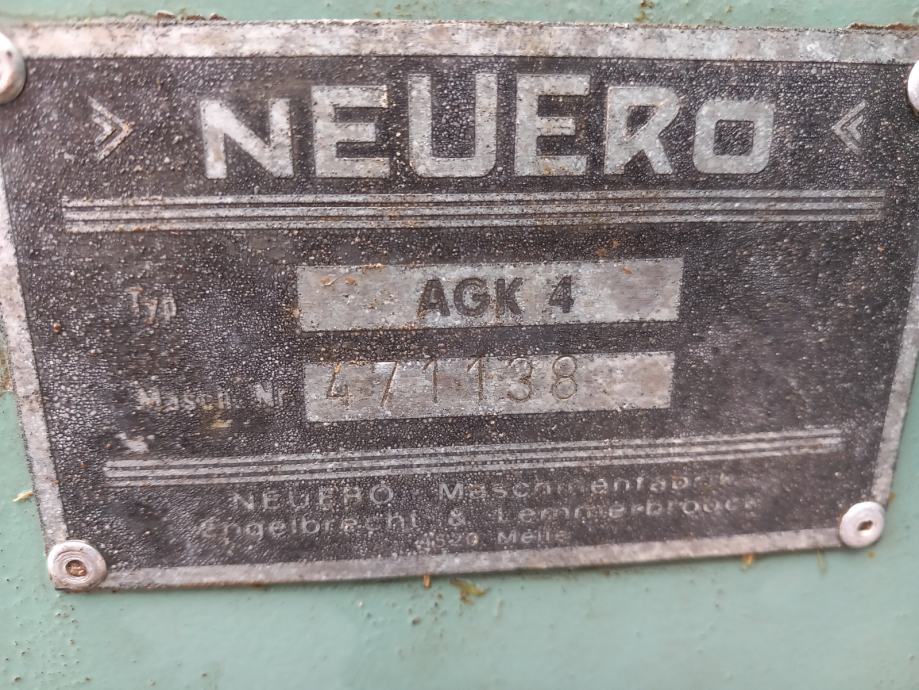 » NEUERO «
Typ AGK 4
Masch Nr 471138
NEUERO - Maschinenfabrik
Engelbrecht & Lemmerbrock
4520 Melle